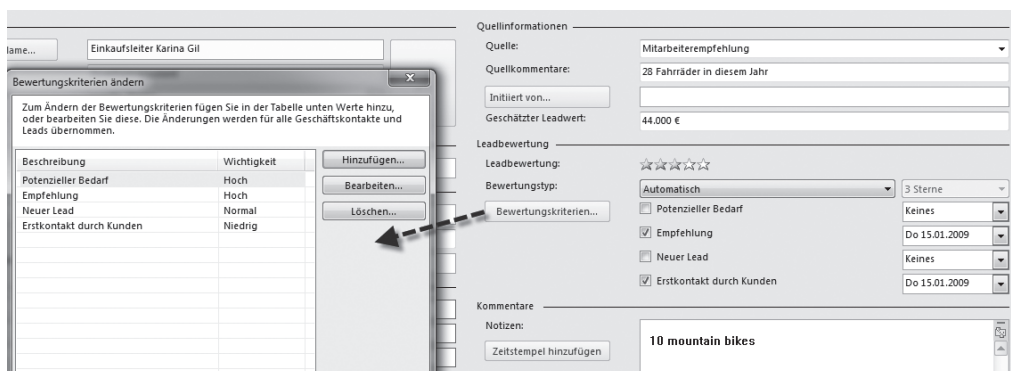 Einkaufsleiter Karina Gil
Bewertungskriterien ändern
Zum Ändern der Bewertungskriterien fügen Sie in der Tabelle unten Werte hinzu,
oder bearbeiten Sie diese. Die Änderungen werden für alle Geschäftskontakte und
Leads übernommen.
Beschreibung Wichtigkeit
Potenzieller Bedarf Hoch
Empfehlung Hoch
Neuer Lead Normal
Erstkontakt durch Kunden Niedrig
Hinzufügen...
Bearbeiten...
Löschen...
Quellinformationen
Quelle: Mitarbeiterempfehlung
Quellkommentare: 28 Fahrräder in diesem Jahr
Initiiert von...
Geschätzter Leadwert: 44.000 €
Leadbewertung
Leadbewertung:
Bewertungstyp: Automatisch 3 Sterne
Bewertungskriterien... Potenzieller Bedarf Keines
Empfehlung Do 15.01.2009
Neuer Lead Keines
Erstkontakt durch Kunden Do 15.01.2009
Kommentare
Notizen:
Zeitstempel hinzufügen
10 mountain bikes